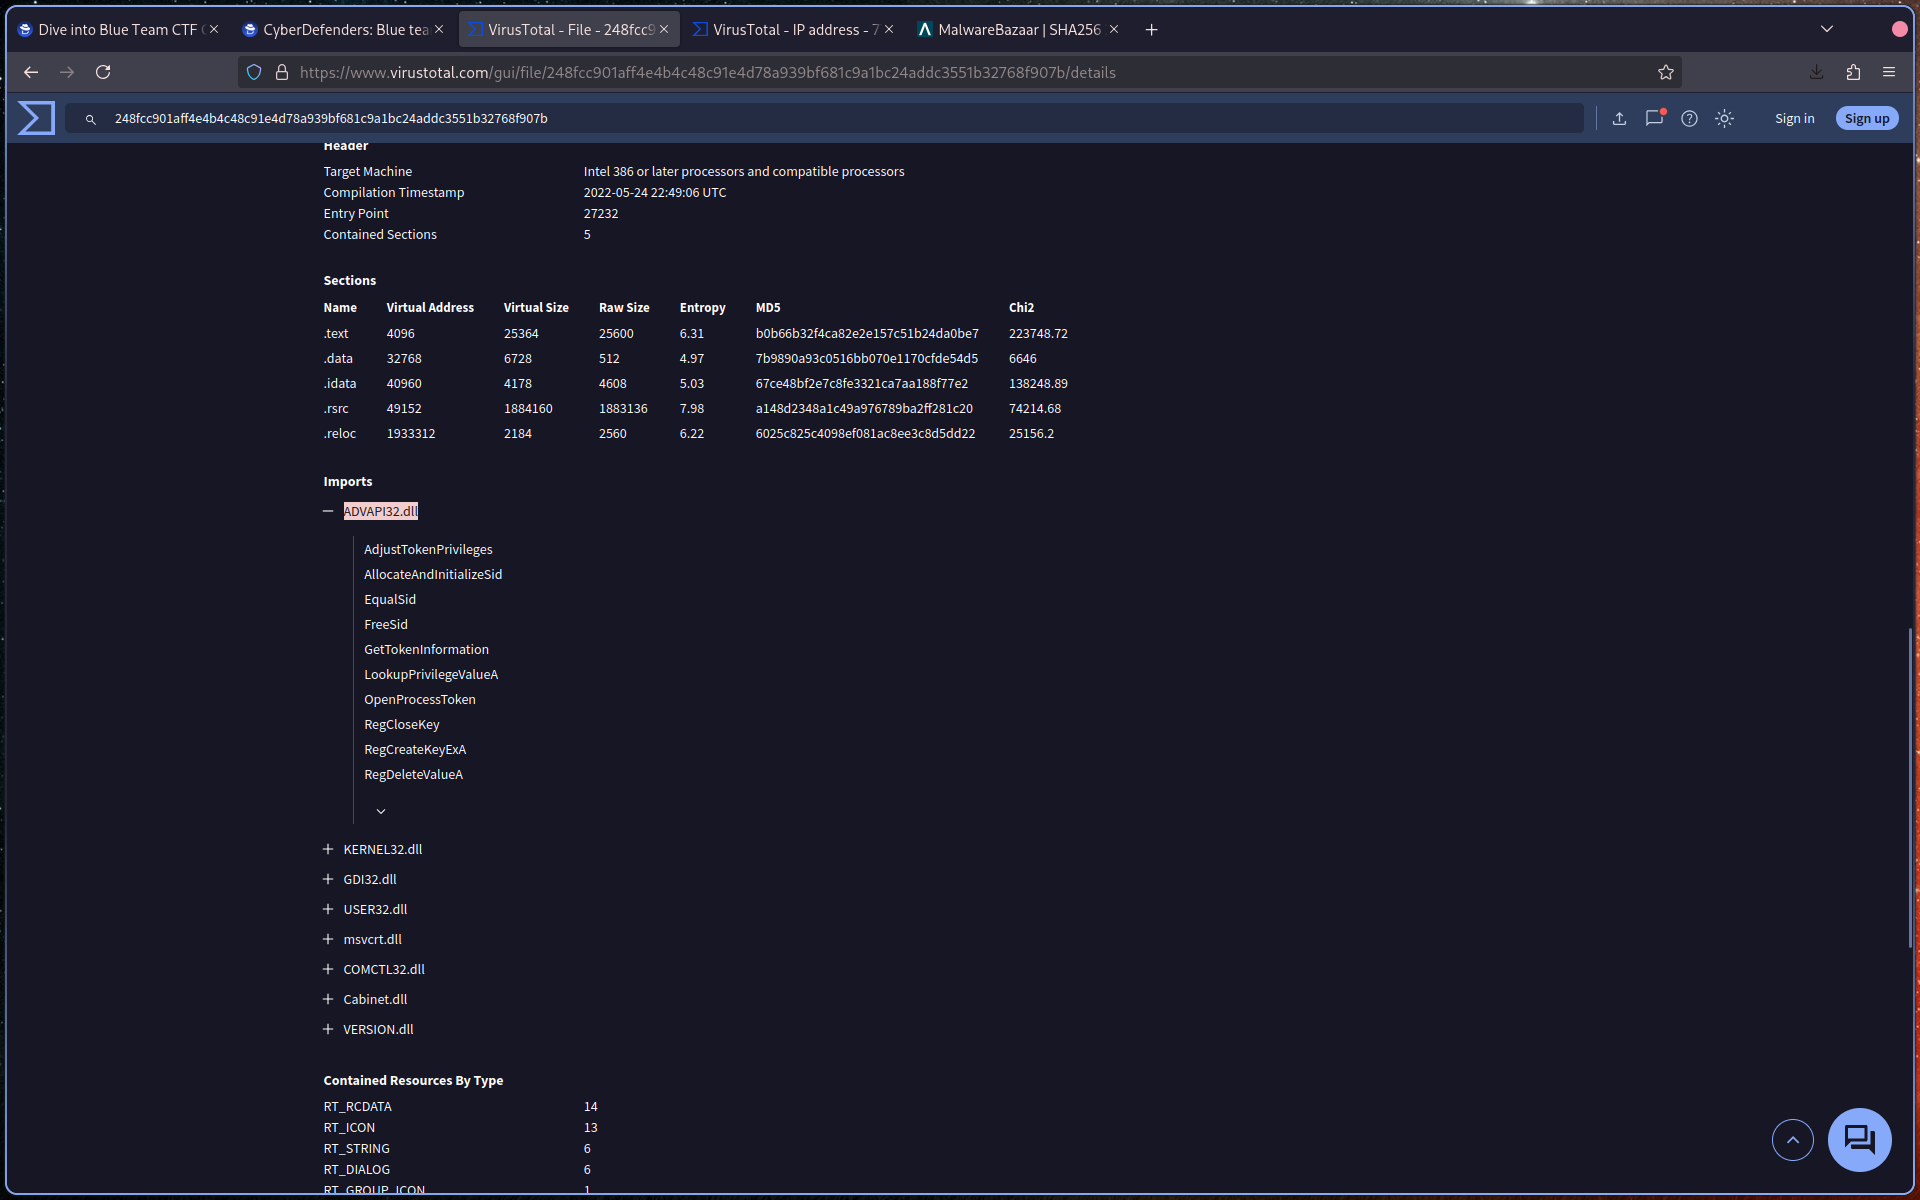 Dive into Blue Team CTF
CyberDefenders: Blue tea
VirusTotal - File - 248fcc9
VirusTotal - IP address - 7
MalwareBazaar | SHA256
https://www.virustotal.com/gui/file/248fcc901aff4e4b4c48c91e4d78a939bf681c9a1bc24addc3551b32768f907b/details
248fcc901aff4e4b4c48c91e4d78a939bf681c9a1bc24addc3551b32768f907b
Sign in
Sign up
Header
Target Machine Intel 386 or later processors and compatible processors
Compilation Timestamp 2022-05-24 22:49:06 UTC
Entry Point 27232
Contained Sections 5
Sections
Name Virtual Address Virtual Size Raw Size Entropy MD5 Chi2
.text 4096 25364 25600 6.31 b0b66b32f4ca82e2e157c51b24da0be7 223748.72
.data 32768 6728 512 4.97 7b9890a93c0516bb070e1170cfde54d5 6646
.idata 40960 4178 4608 5.03 67ce48bf2e7c8fe3321ca7aa188f77e2 138248.89
.rsrc 49152 1884160 1883136 7.98 a148d2348a1c49a976789ba2ff281c20 74214.68
.reloc 1933312 2184 2560 6.22 6025c825c4098ef081ac8ee3c8d5dd22 25156.2
Imports
ADVAPI32.dll
AdjustTokenPrivileges
AllocateAndInitializeSid
EqualSid
FreeSid
GetTokenInformation
LookupPrivilegeValueA
OpenProcessToken
RegCloseKey
RegCreateKeyExA
RegDeleteValueA
KERNEL32.dll
GDI32.dll
USER32.dll
msvcrt.dll
COMCTL32.dll
Cabinet.dll
VERSION.dll
Contained Resources By Type
RT_RCDATA 14
RT_ICON 13
RT_STRING 6
RT_DIALOG 6
RT_GROUP_ICON 1